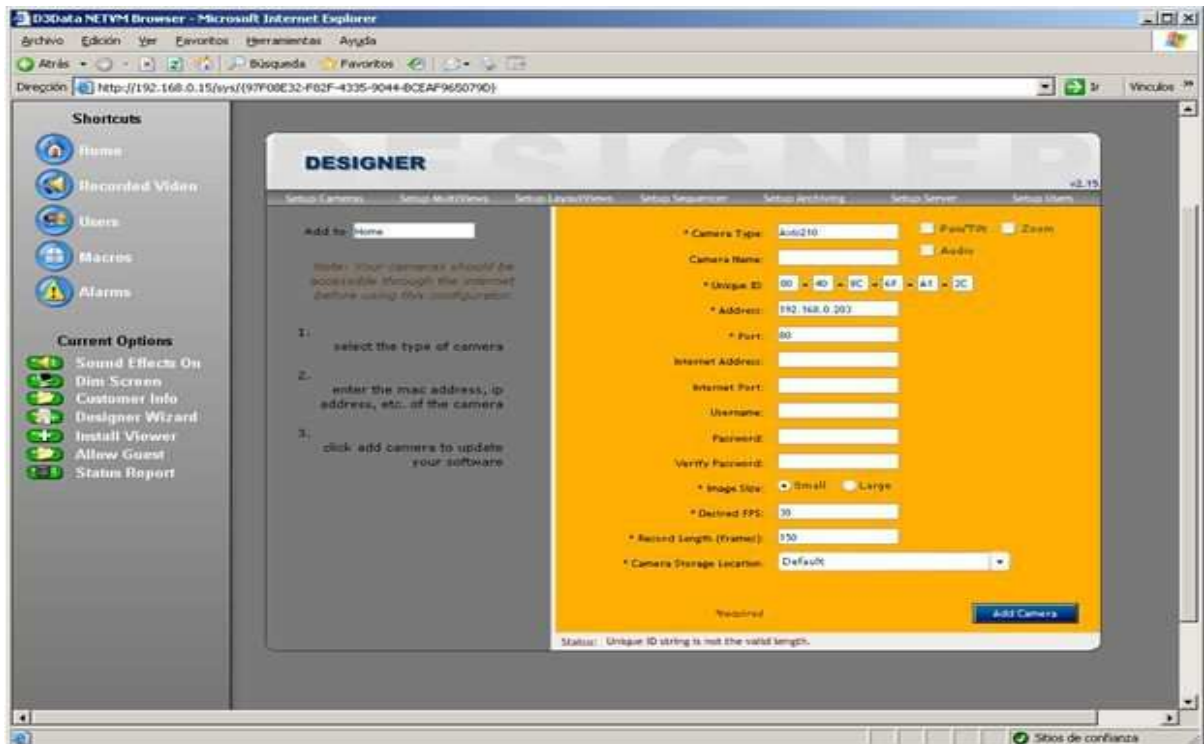 D3Data NETVM Browser - Microsoft Internet Explorer
Archivo Edición Ver Favoritos Herramientas Ayuda
Atrás Búsqueda Favoritos
Dirección http://192.168.0.15/sys/{97F08E32-F02F-4335-9044-BCEAF965079D} Ir Vínculos
Shortcuts
Home
Recorded Video
Users
Macros
Alarms
Current Options
Sound Effects On
Dim Screen
Customer Info
Designer Wizard
Install Viewer
Allow Guest
Status Report
DESIGNER
DESIGNER
v2.15
Setup Cameras Setup MultiViews Setup LayoutViews Setup Sequencer Setup Archiving Setup Server Setup Users
Add to: Home
Note: Your cameras should be
accessible through the internet
before using this configurator.
1.
select the type of camera
2.
enter the mac address, ip
address, etc. of the camera
3.
click add camera to update
your software
* Camera Type: Axis210 Pan/Tilt Zoom
Camera Name: Audio
* Unique ID: 00 - 40 - 8C - 6F - A1 - 2C
* Address: 192.168.0.203
* Port: 80
Internet Address:
Internet Port:
Username:
Password:
Verify Password:
* Image Size: Small Large
* Desired FPS: 30
* Record Length (frames): 150
* Camera Storage Location: Default
*Required
Add Camera
Status: Unique ID string is not the valid length.
Sitios de confianza